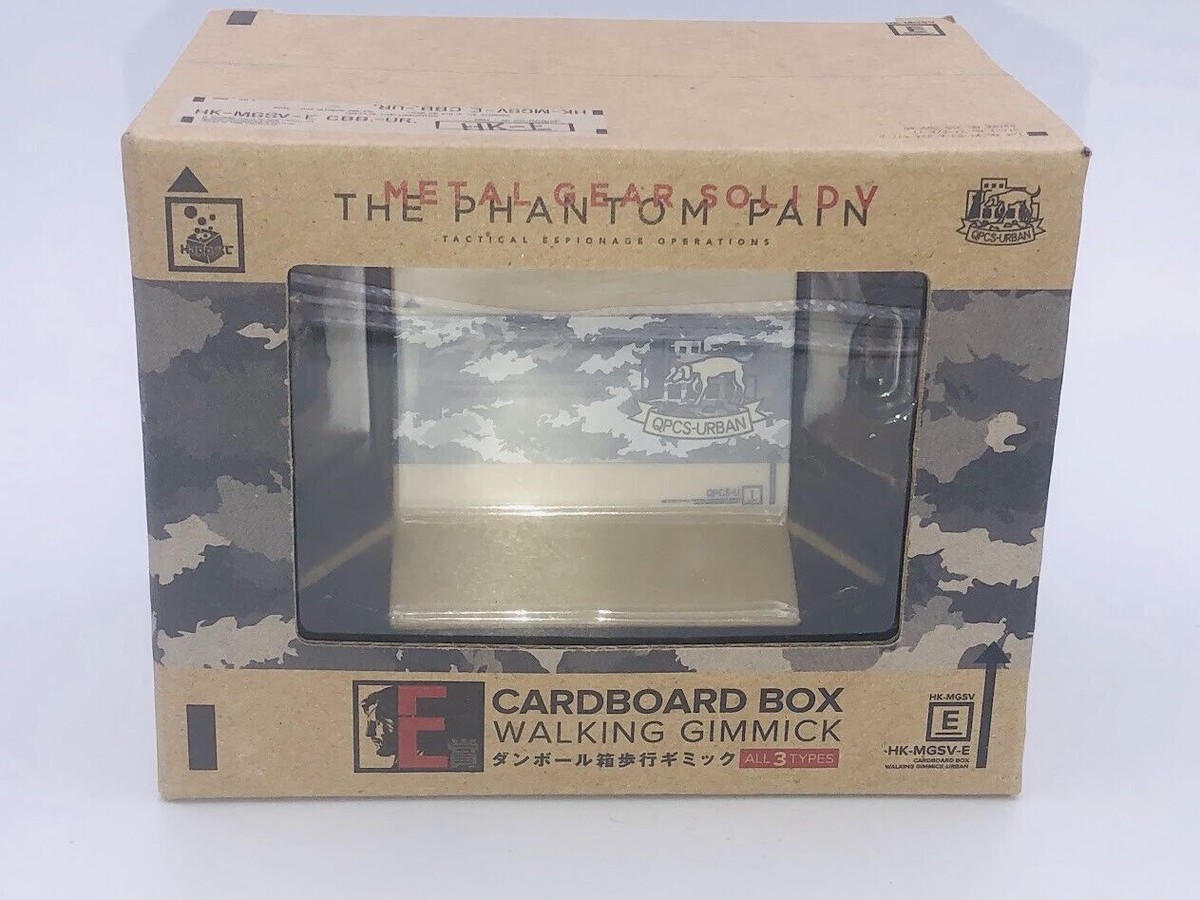 E
HK-MGSV-E CBB.-UR.
HK-E
METAL GEAR SOLID V
THE PHANTOM PAIN
TACTICAL ESPIONAGE OPERATIONS
QPCS-URBAN
QPCS-URBAN
QPCS-U
E賞
CARDBOARD BOX
WALKING GIMMICK
ダンボール箱歩行ギミック ALL 3 TYPES
HK-MGSV
E
HK-MGSV-E
CARDBOARD BOX
WALKING GIMMICK URBAN